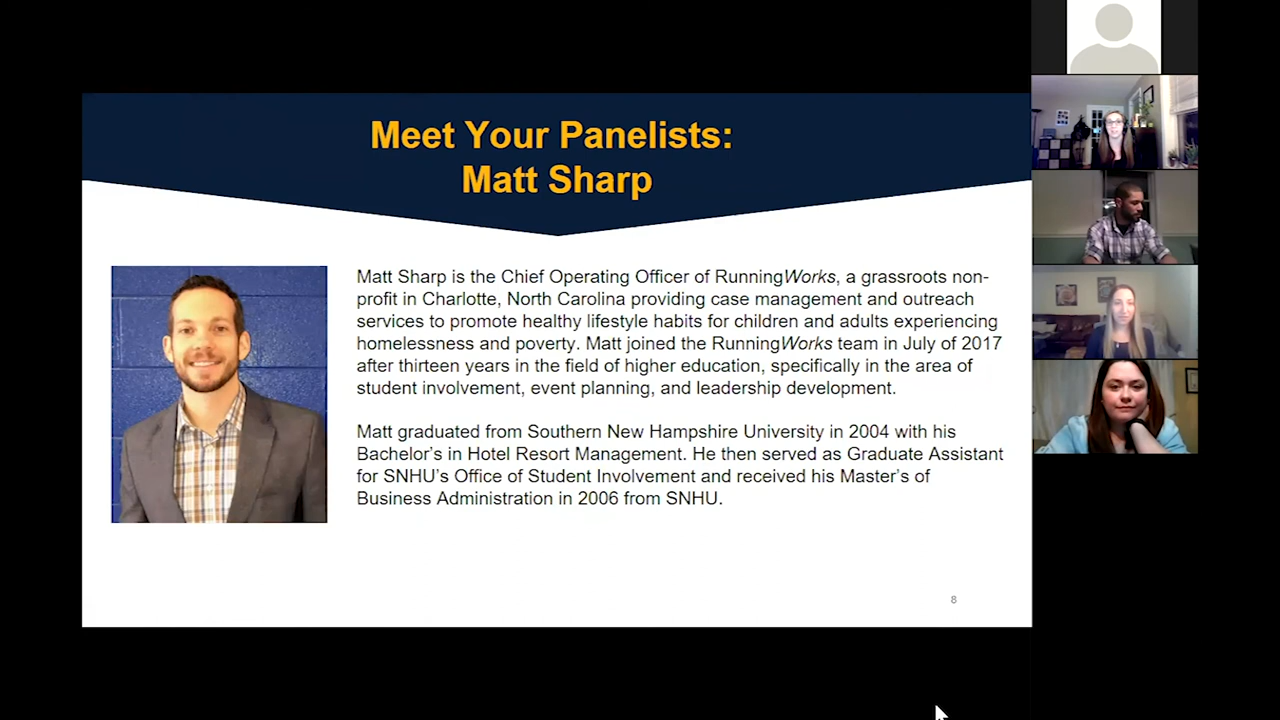 Meet Your Panelists:
Matt Sharp
Matt Sharp is the Chief Operating Officer of RunningWorks, a grassroots non-
profit in Charlotte, North Carolina providing case management and outreach
services to promote healthy lifestyle habits for children and adults experiencing
homelessness and poverty. Matt joined the RunningWorks team in July of 2017
after thirteen years in the field of higher education, specifically in the area of
student involvement, event planning, and leadership development.
Matt graduated from Southern New Hampshire University in 2004 with his
Bachelor’s in Hotel Resort Management. He then served as Graduate Assistant
for SNHU’s Office of Student Involvement and received his Master’s of
Business Administration in 2006 from SNHU.
8